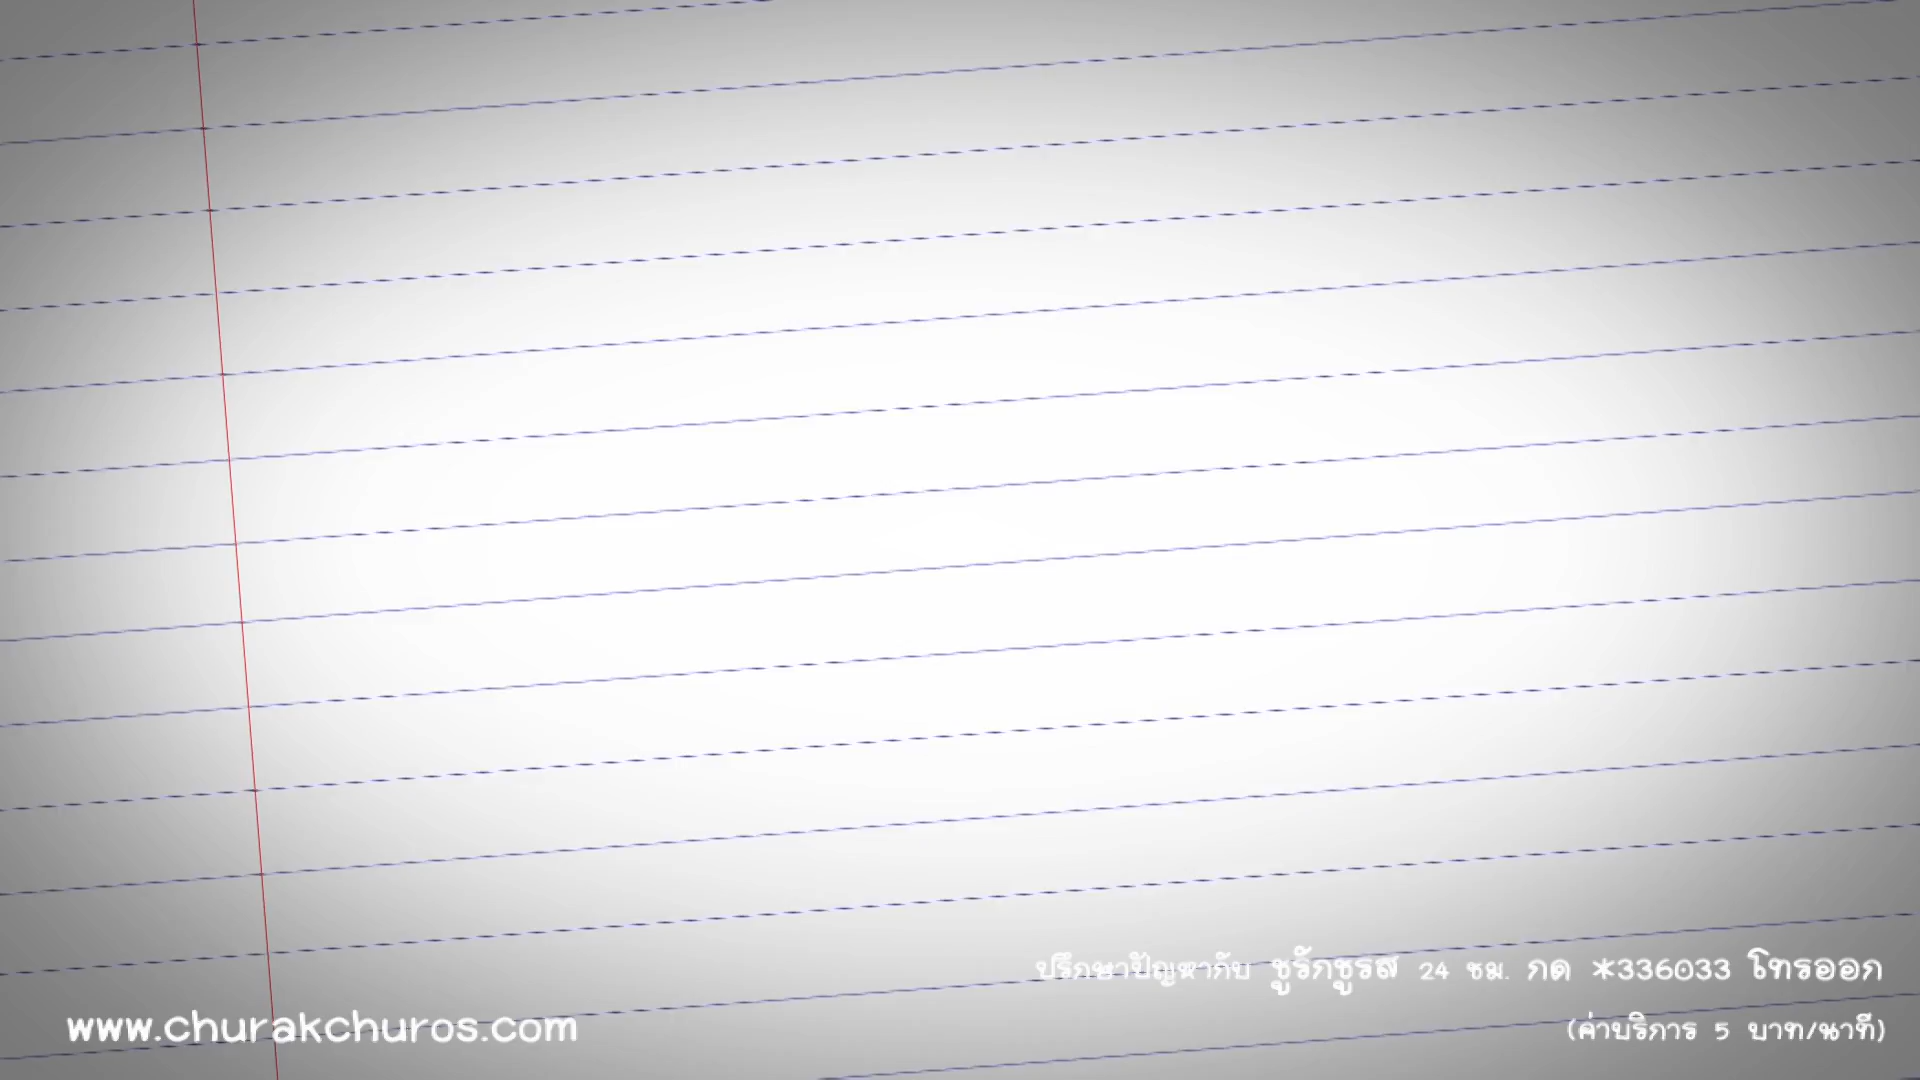 ปรึกษาปัญหากับ ชูรักชูรส 24 ชม. กด *336033 โทรออก
www.churakchuros.com
(ค่าบริการ 5 บาท/นาที)